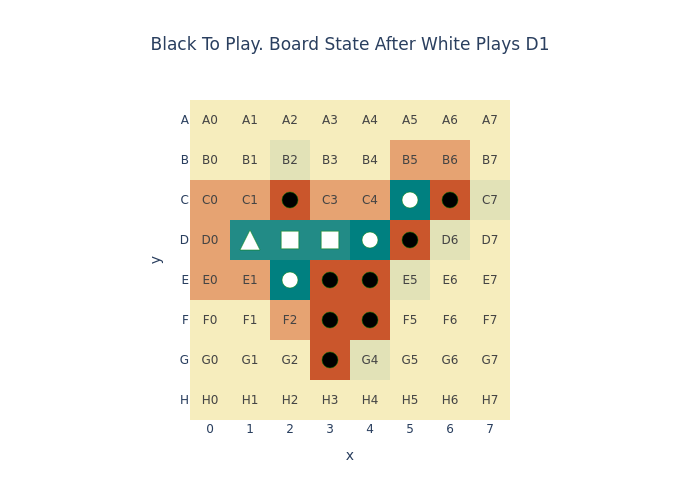 Black To Play. Board State After White Plays D1
A A0 A1 A2 A3 A4 A5 A6 A7
B B0 B1 B2 B3 B4 B5 B6 B7
C C0 C1 C3 C4 C7
D D0 D6 D7
y
E E0 E1 E5 E6 E7
F F0 F1 F2 F5 F6 F7
G G0 G1 G2 G4 G5 G6 G7
H H0 H1 H2 H3 H4 H5 H6 H7
0 1 2 3 4 5 6 7
x